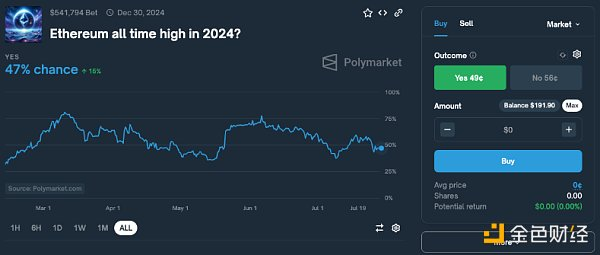 $541,794 Bet Dec 30, 2024
Ethereum all time high in 2024?
YES
47% chance 16%
Polymarket
100%
75%
50%
25%
0%
Source: Polymarket.com
Mar 1 Apr 1 May 1 Jun 1 Jul 1 Jul 19
1H 6H 1D 1W 1M ALL
Buy Sell Market
Outcome
Yes 49¢ No 56¢
Amount Balance $191.90 Max
− $0 +
Buy
Avg price 0¢
Shares 0.00
Potential return $0.00 (0.00%)
More
金色财经